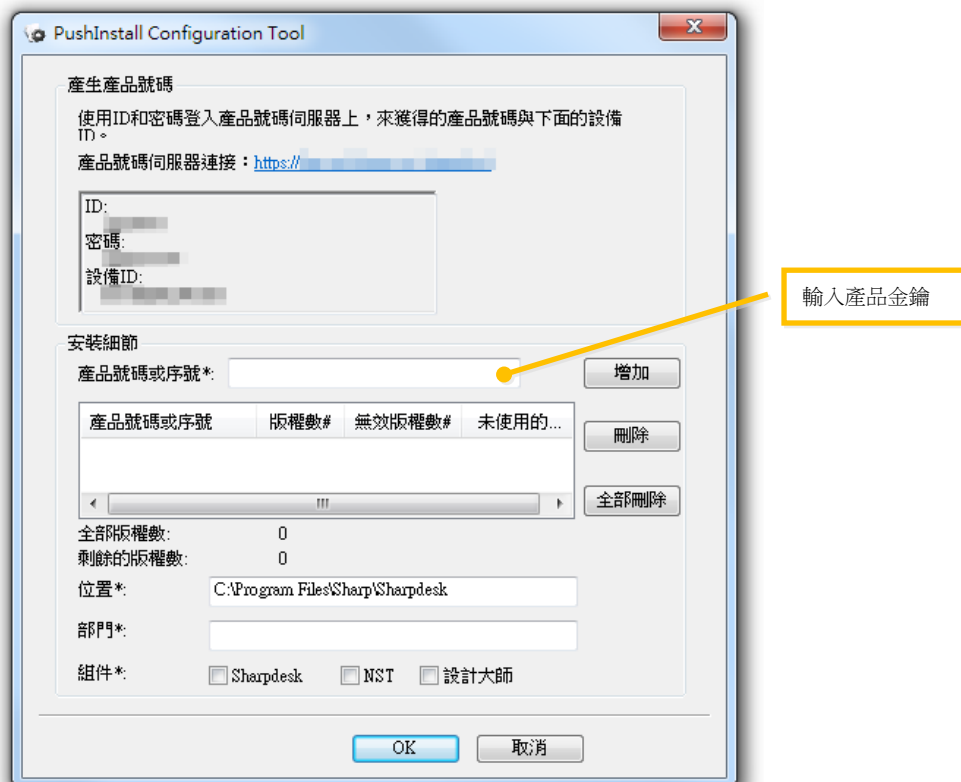 PushInstall Configuration Tool
產生產品號碼
使用ID和密碼登入產品號碼伺服器上，來獲得的產品號碼與下面的設備
ID。
產品號碼伺服器連接：https://
ID:
密碼:
設備ID:
輸入產品金鑰
安裝細節
產品號碼或序號*:
增加
產品號碼或序號 版權數# 無效版權數# 未使用的...
刪除
全部刪除
全部版權數: 0
剩餘的版權數: 0
位置*: C:\Program Files\Sharp\Sharpdesk
部門*:
組件*: Sharpdesk NST 設計大師
OK 取消